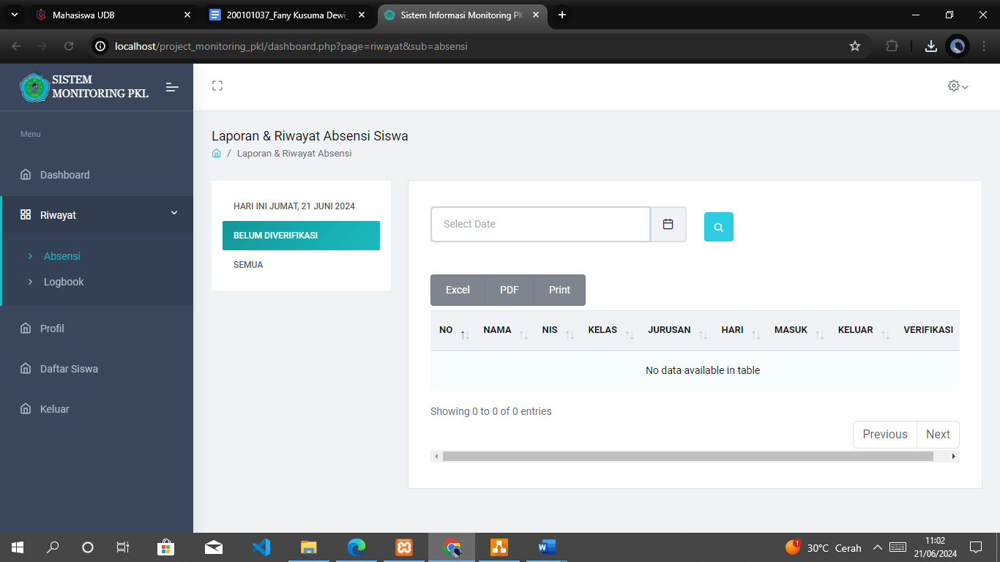 Mahasiswa UDB
200101037_Fany Kusuma Dewi_
Sistem Informasi Monitoring PK
localhost/project_monitoring_pkl/dashboard.php?page=riwayat&sub=absensi
SISTEM
MONITORING PKL
Menu
Dashboard
Riwayat
Absensi
Logbook
Profil
Daftar Siswa
Keluar
Laporan & Riwayat Absensi Siswa
/ Laporan & Riwayat Absensi
HARI INI JUMAT, 21 JUNI 2024
BELUM DIVERIFIKASI
SEMUA
Select Date
Excel PDF Print
NO NAMA NIS KELAS JURUSAN HARI MASUK KELUAR VERIFIKASI
No data available in table
Showing 0 to 0 of 0 entries
Previous Next
1 30°C Cerah
11:02
21/06/2024